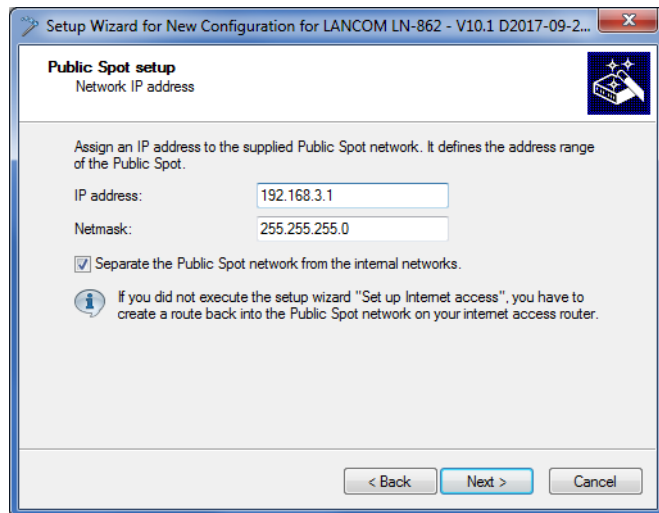 Setup Wizard for New Configuration for LANCOM LN-862 - V10.1 D2017-09-2...
Public Spot setup
Network IP address
Assign an IP address to the supplied Public Spot network. It defines the address range
of the Public Spot.
IP address:
192.168.3.1
Netmask:
255.255.255.0
Separate the Public Spot network from the internal networks.
If you did not execute the setup wizard "Set up Internet access", you have to
create a route back into the Public Spot network on your internet access router.
< Back
Next >
Cancel